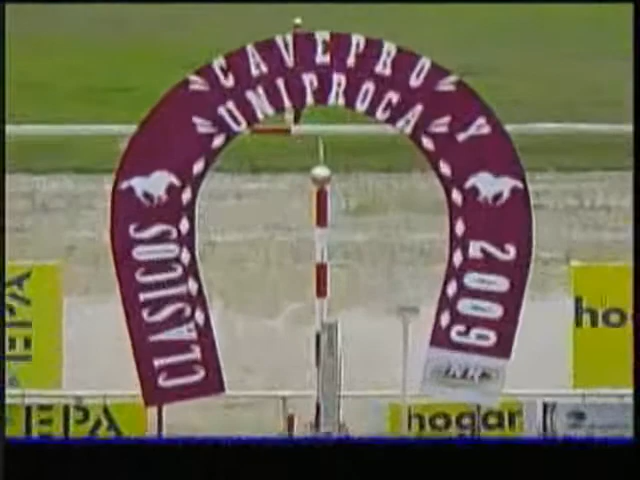 CAVEPRO Y
UNIPROCA
CLASICOS
2009
EPA
EPA
hogar
ho